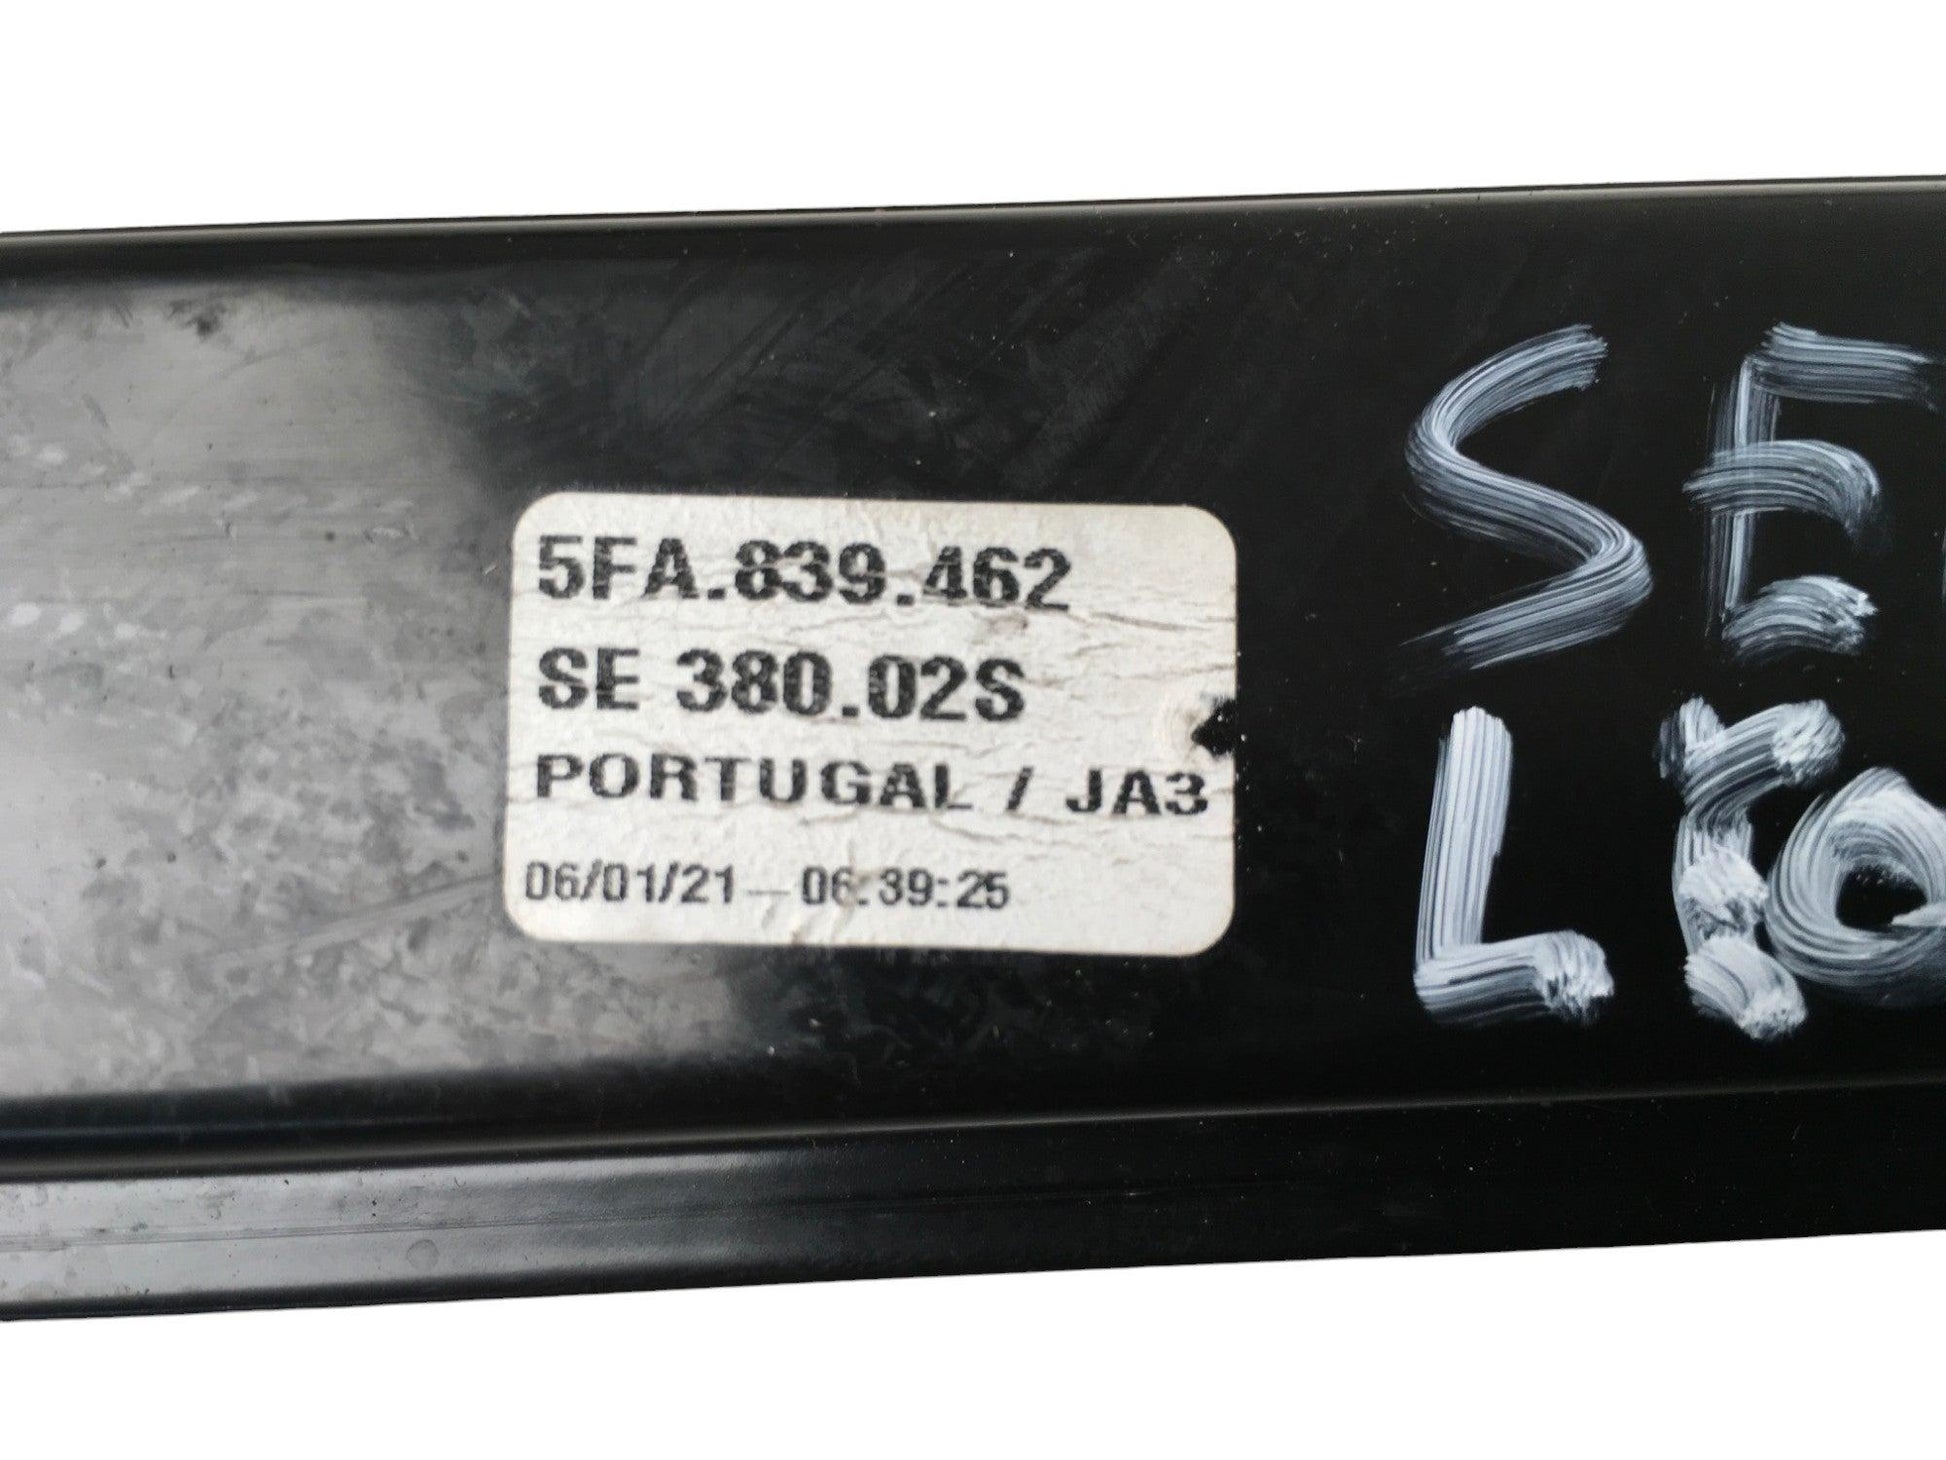 5FA.839.462
SE 380.02S
PORTUGAL / JA3
06/01/21 - 06:39:25